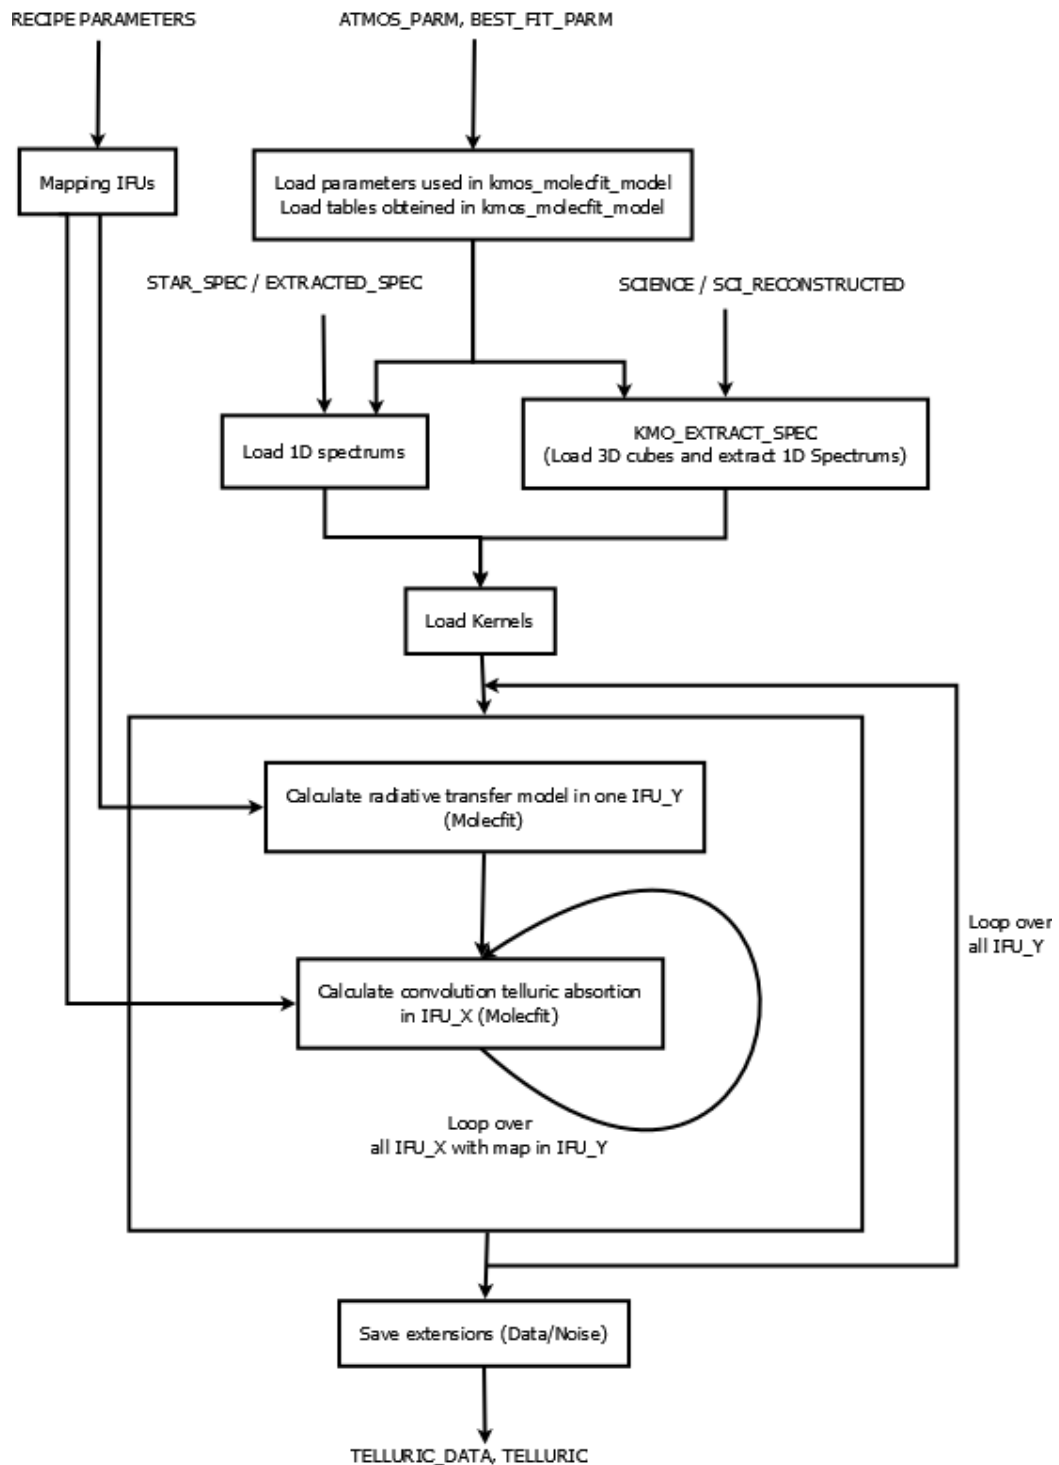 RECIPE PARAMETERS
ATMOS_PARM, BEST_FIT_PARM
Mapping IFUs
Load parameters used in kmos_molecfit_model
Load tables obteined in kmos_molecfit_model
STAR_SPEC / EXTRACTED_SPEC
SCIENCE / SCI_RECONSTRUCTED
Load 1D spectrums
KMO_EXTRACT_SPEC
(Load 3D cubes and extract 1D Spectrums)
Load Kernels
Calculate radiative transfer model in one IFU_Y
(Molecfit)
Loop over
all IFU_Y
Calculate convolution telluric absortion
in IFU_X (Molecfit)
Loop over
all IFU_X with map in IFU_Y
Save extensions (Data/Noise)
TELLURIC_DATA, TELLURIC